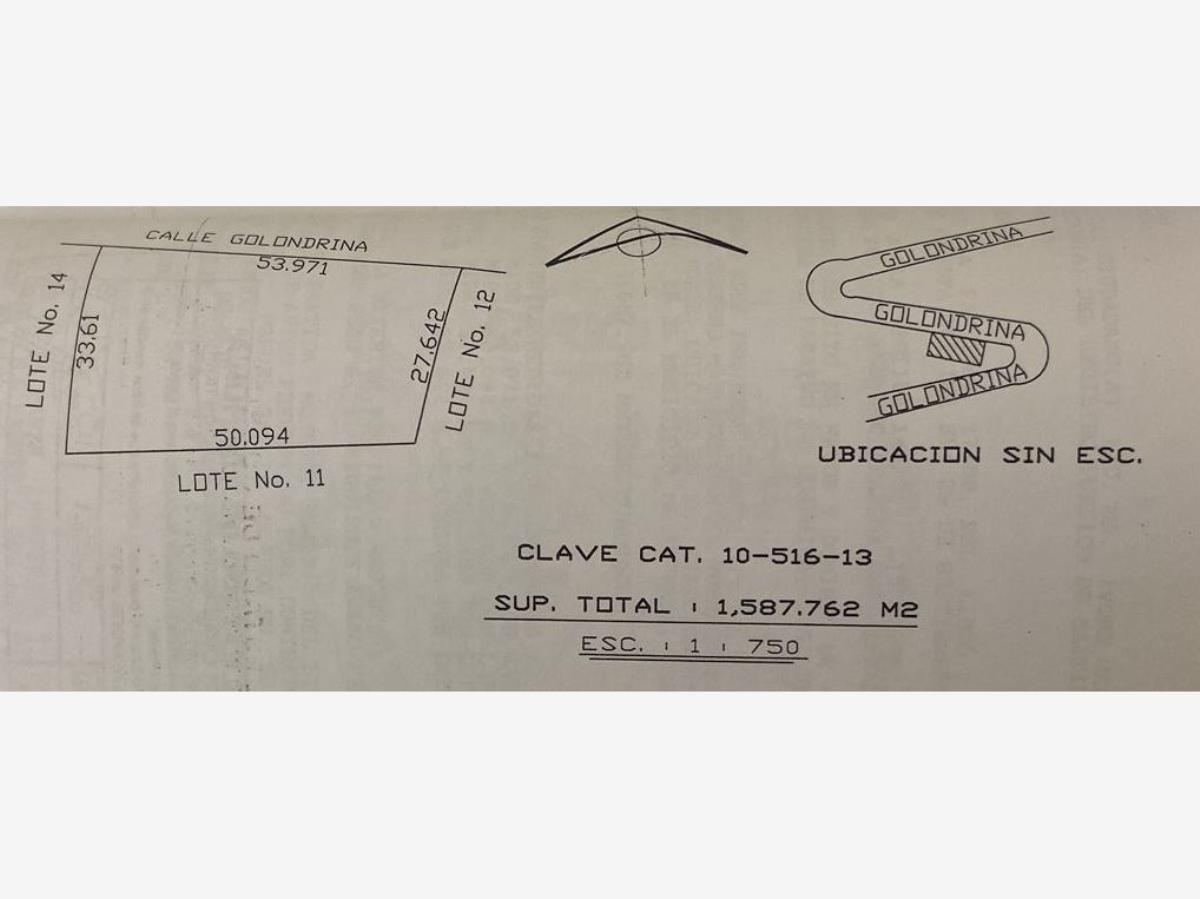 CALLE GOLONDRINA
53.971
LOTE No. 14
33.61
27.642
LOTE No. 12
50.094
LOTE No. 11
GOLONDRINA
GOLONDRINA
GOLONDRINA
UBICACION SIN ESC.
CLAVE CAT. 10-516-13
SUP. TOTAL : 1,587.762 M2
ESC. : 1 : 750